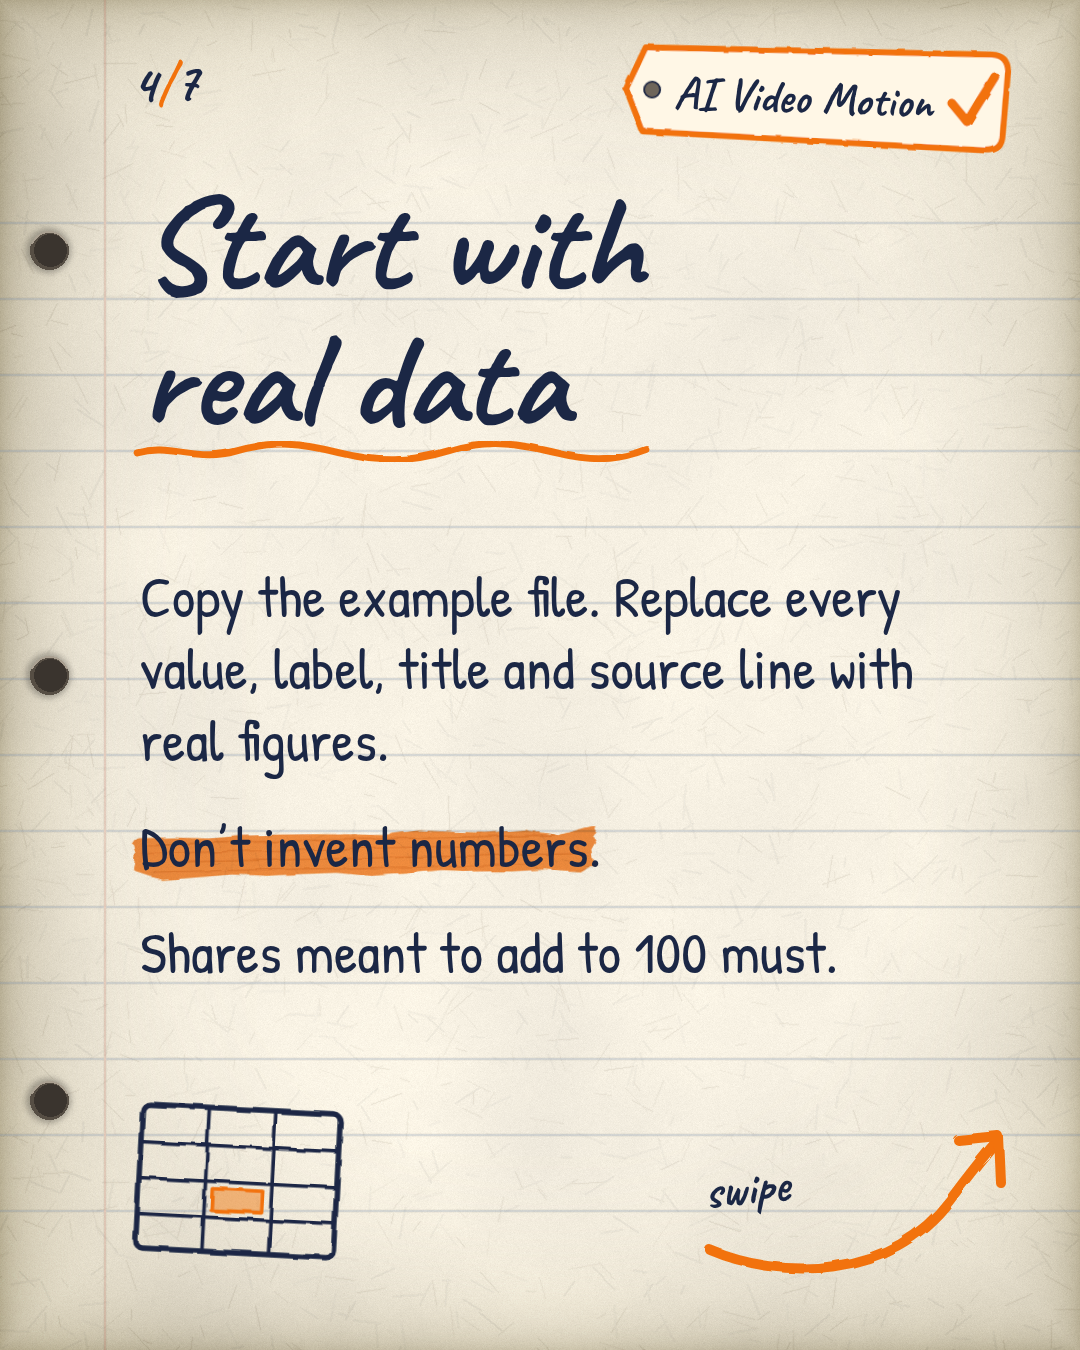 4/7
AI Video Motion
Start with
real data
Copy the example file. Replace every
value, label, title and source line with
real figures.
Don't invent numbers.
Shares meant to add to 100 must.
swipe